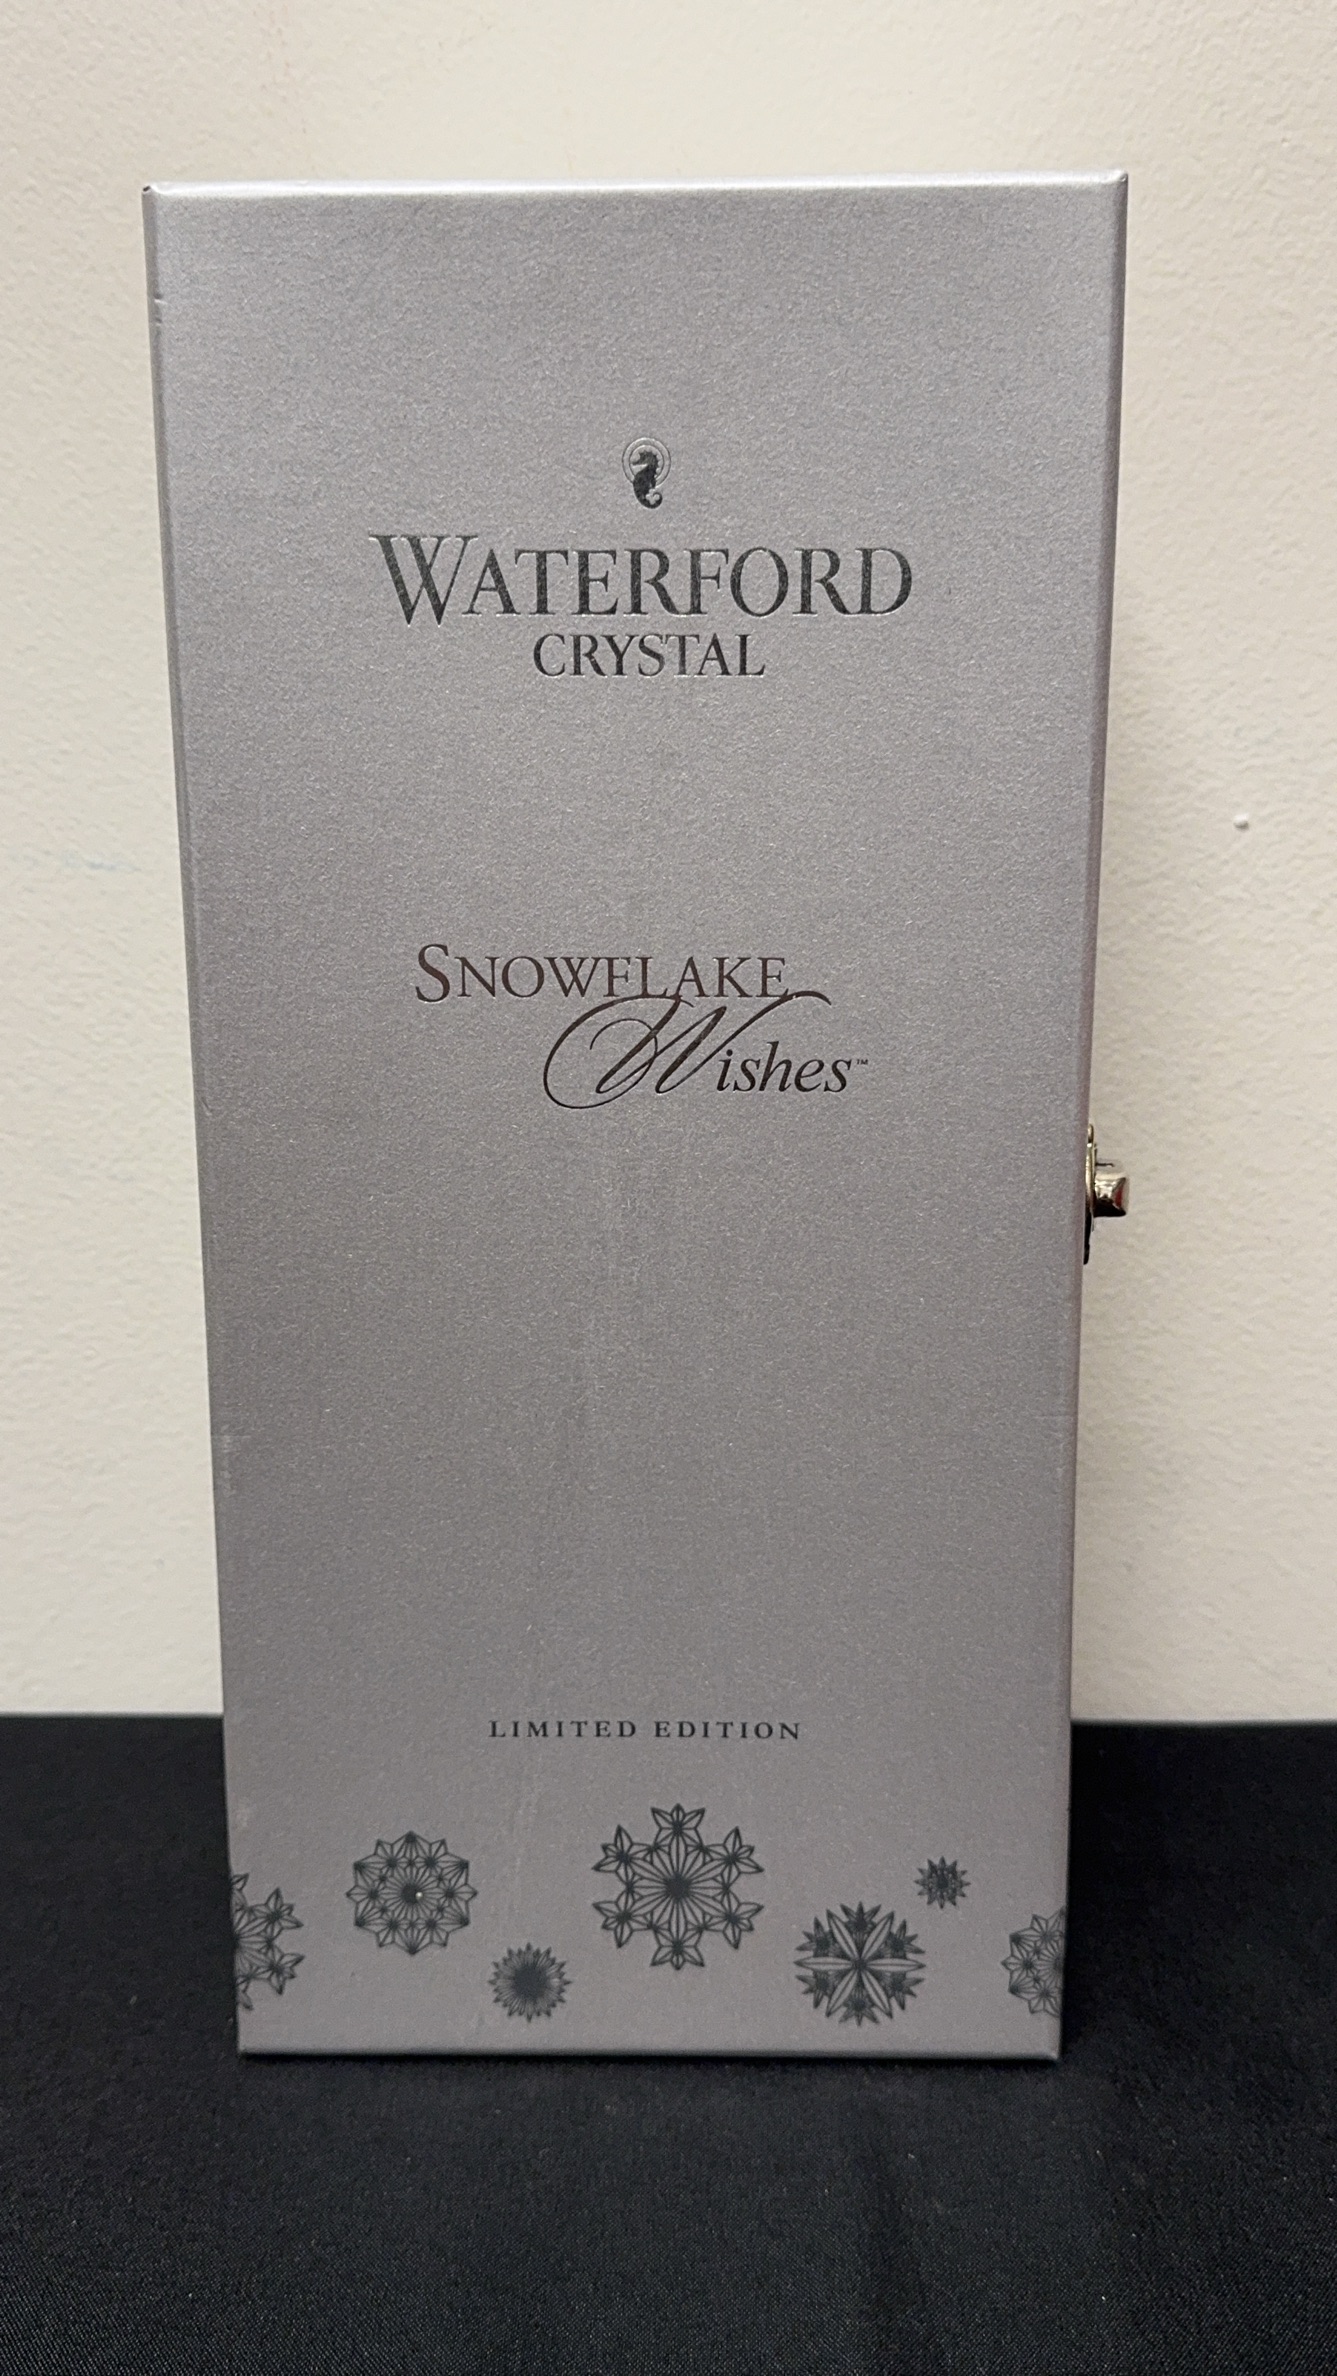 WATERFORD
CRYSTAL
SNOWFLAKE
Wishes™
LIMITED EDITION